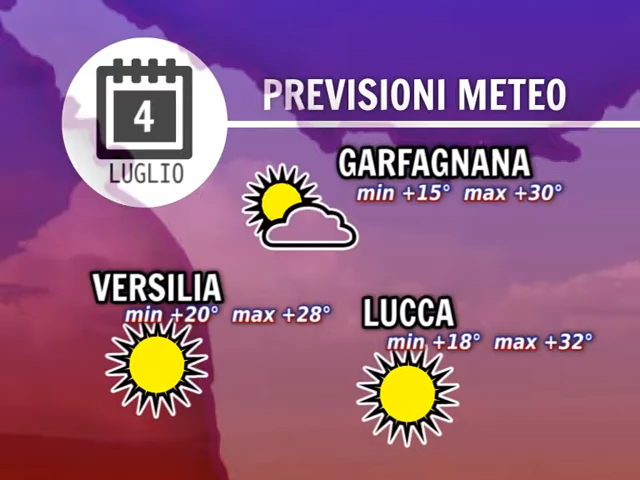 4
LUGLIO
PREVISIONI METEO
GARFAGNANA
min +15° max +30°
VERSILIA
min +20° max +28°
LUCCA
min +18° max +32°